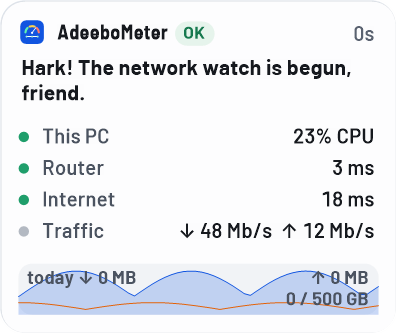 AdeeboMeter OK 0s
Hark! The network watch is begun,
friend.
This PC 23% CPU
Router 3 ms
Internet 18 ms
Traffic ↓ 48 Mb/s ↑ 12 Mb/s
today ↓ 0 MB ↑ 0 MB
0 / 500 GB